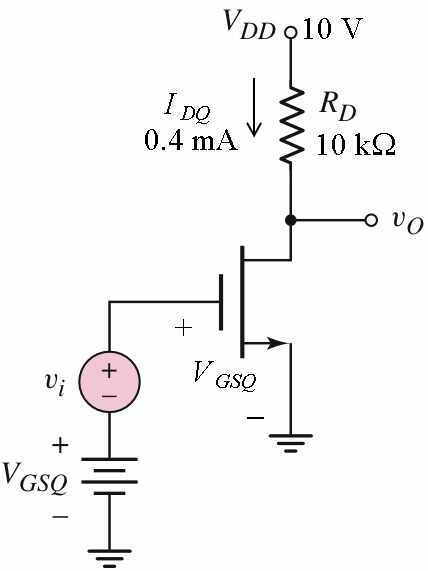 V_DD 10 V
I_DQ
0.4 mA
R_D
10 kΩ
v_O
+
V_GSQ
−
v_i
+
−
+
V_GSQ
−